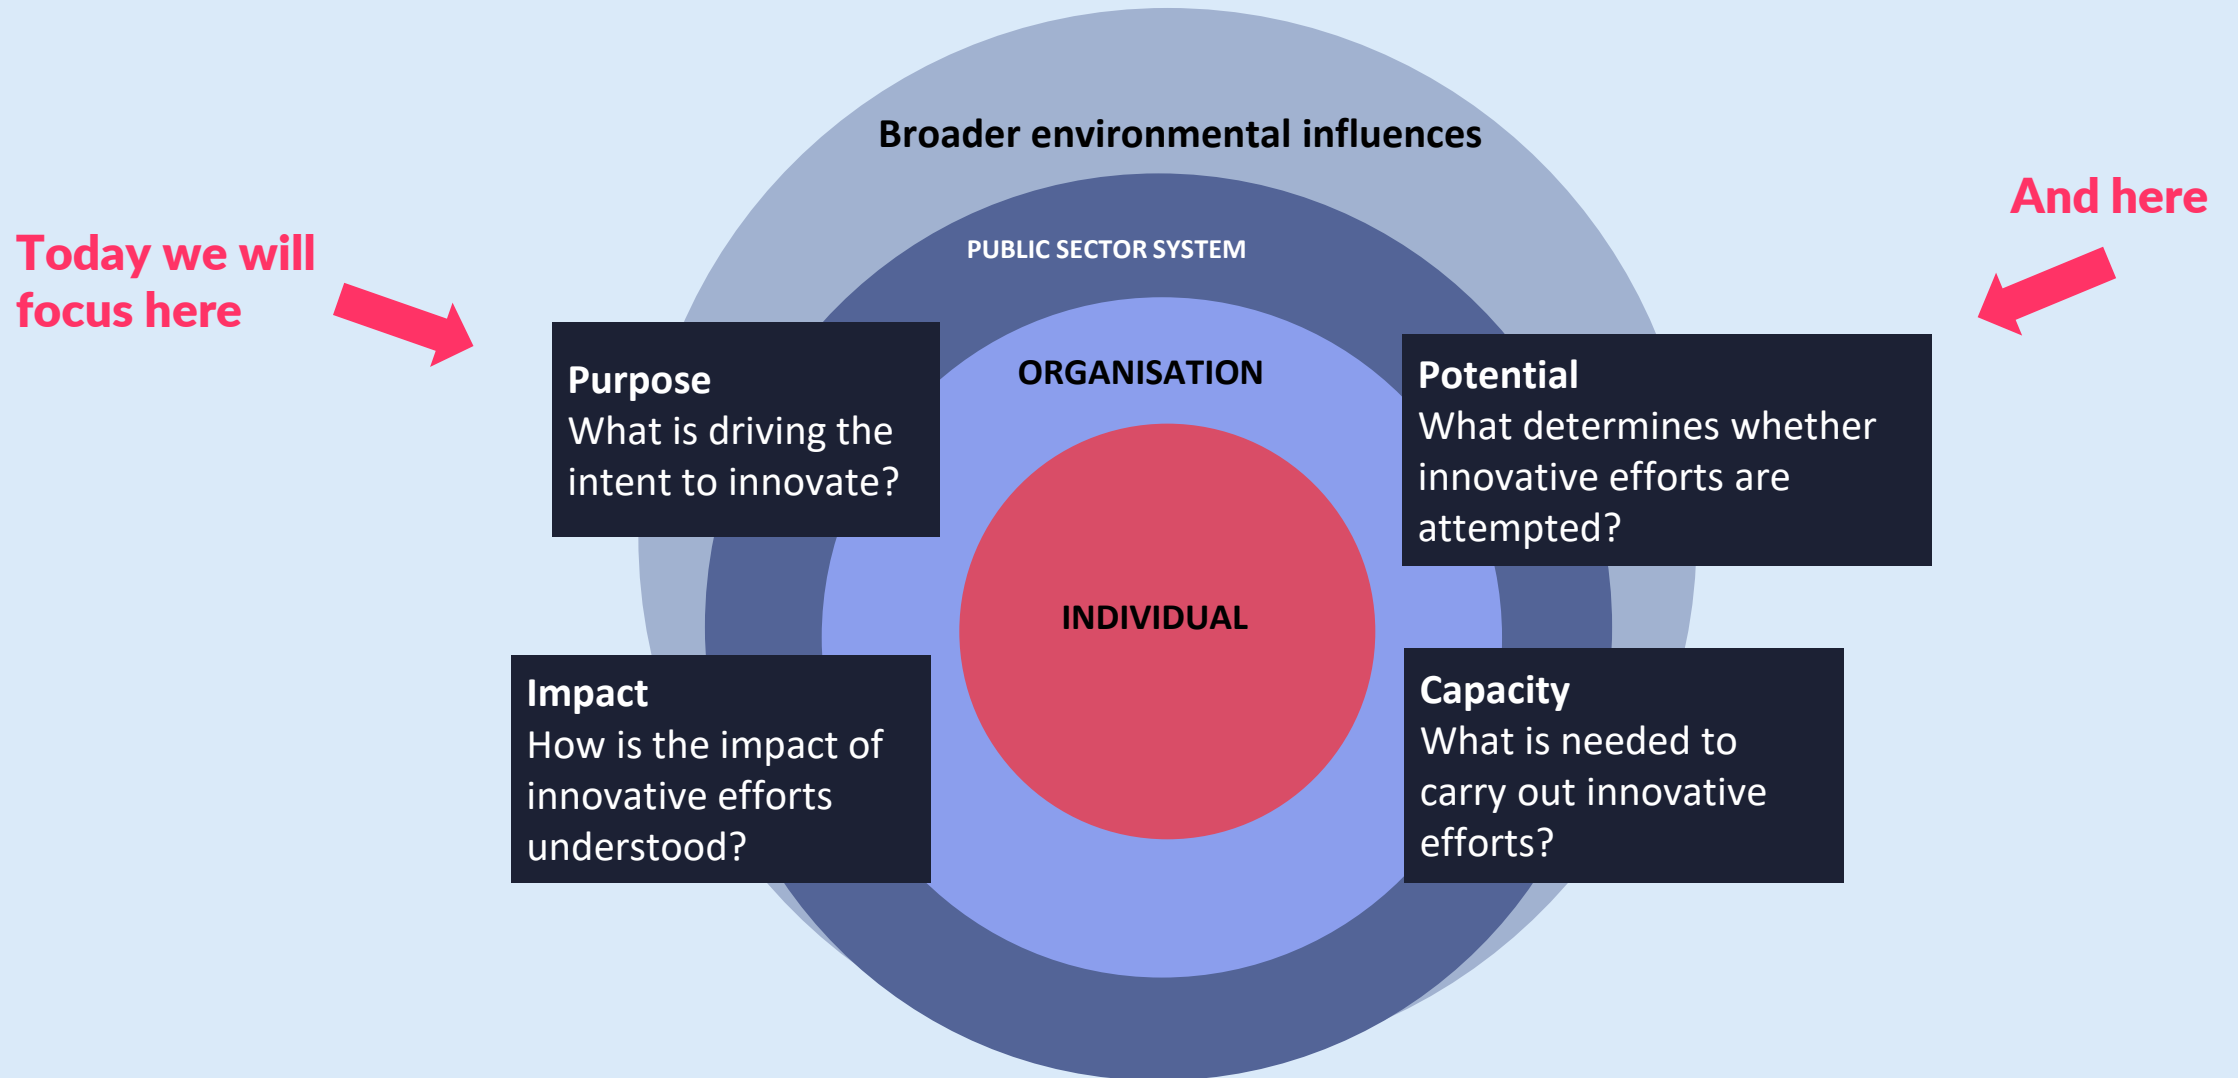 Broader environmental influences
And here
Today we will
focus here
PUBLIC SECTOR SYSTEM
ORGANISATION
Purpose
What is driving the
intent to innovate?
Potential
What determines whether
innovative efforts are
attempted?
INDIVIDUAL
Impact
How is the impact of
innovative efforts
understood?
Capacity
What is needed to
carry out innovative
efforts?